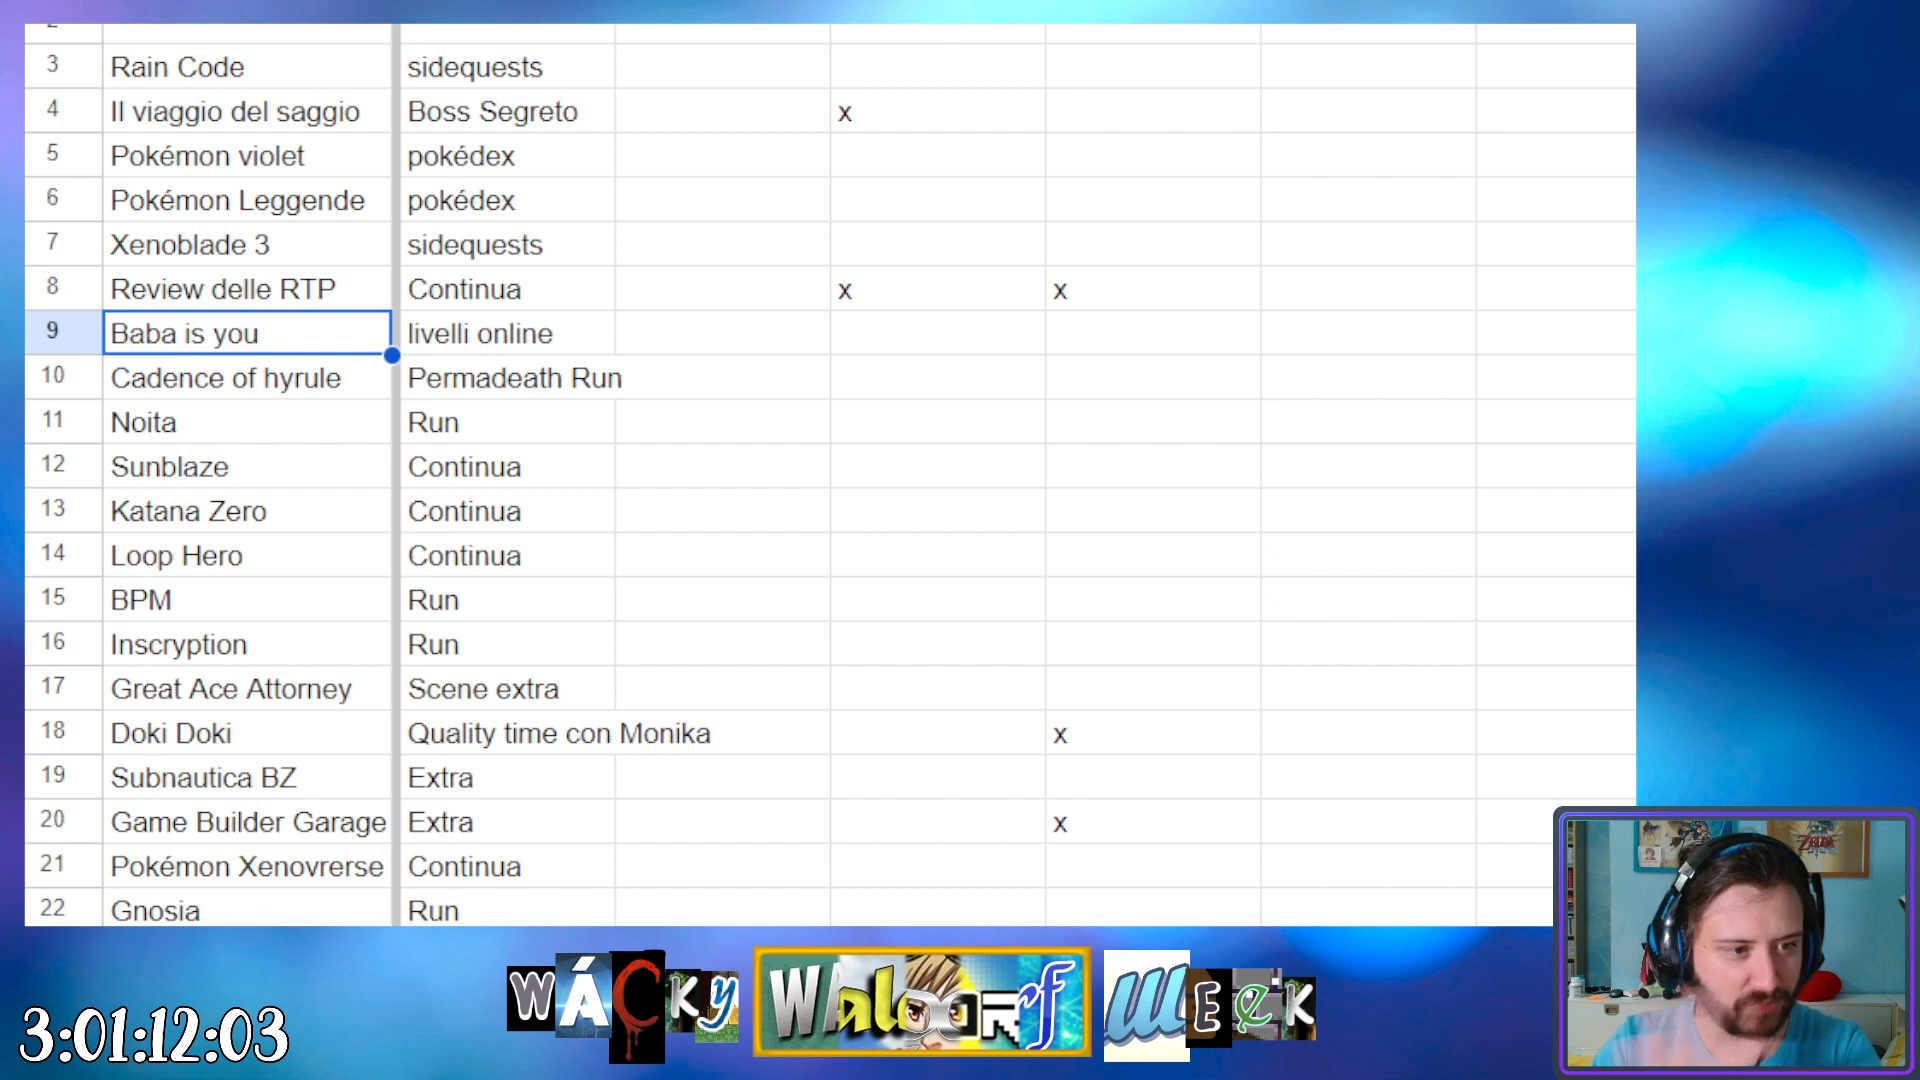 3 Rain Code sidequests
4 Il viaggio del saggio Boss Segreto x
5 Pokémon violet pokédex
6 Pokémon Leggende pokédex
7 Xenoblade 3 sidequests
8 Review delle RTP Continua x x
9 Baba is you livelli online
10 Cadence of hyrule Permadeath Run
11 Noita Run
12 Sunblaze Continua
13 Katana Zero Continua
14 Loop Hero Continua
15 BPM Run
16 Inscryption Run
17 Great Ace Attorney Scene extra
18 Doki Doki Quality time con Monika x
19 Subnautica BZ Extra
20 Game Builder Garage Extra x
21 Pokémon Xenovrerse Continua
22 Gnosia Run
ZELDA
WÁCKy WalDoRf WEeK
3:01:12:03